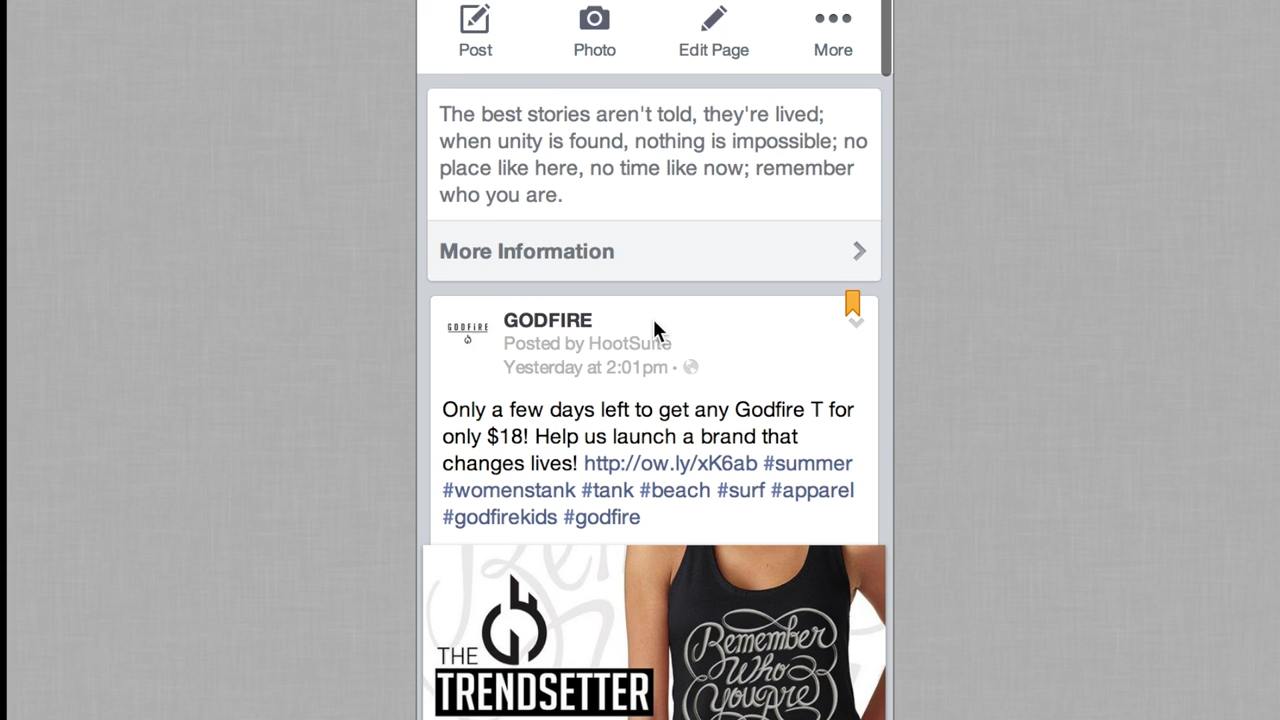 Post Photo Edit Page More
The best stories aren't told, they're lived;
when unity is found, nothing is impossible; no
place like here, no time like now; remember
who you are.
More Information
GODFIRE
GODFIRE
Posted by HootSuite
Yesterday at 2:01pm •
Only a few days left to get any Godfire T for
only $18! Help us launch a brand that
changes lives! http://ow.ly/xK6ab #summer
#womenstank #tank #beach #surf #apparel
#godfirekids #godfire
Re
THE
TRENDSETTER
Remember
Who
You Are